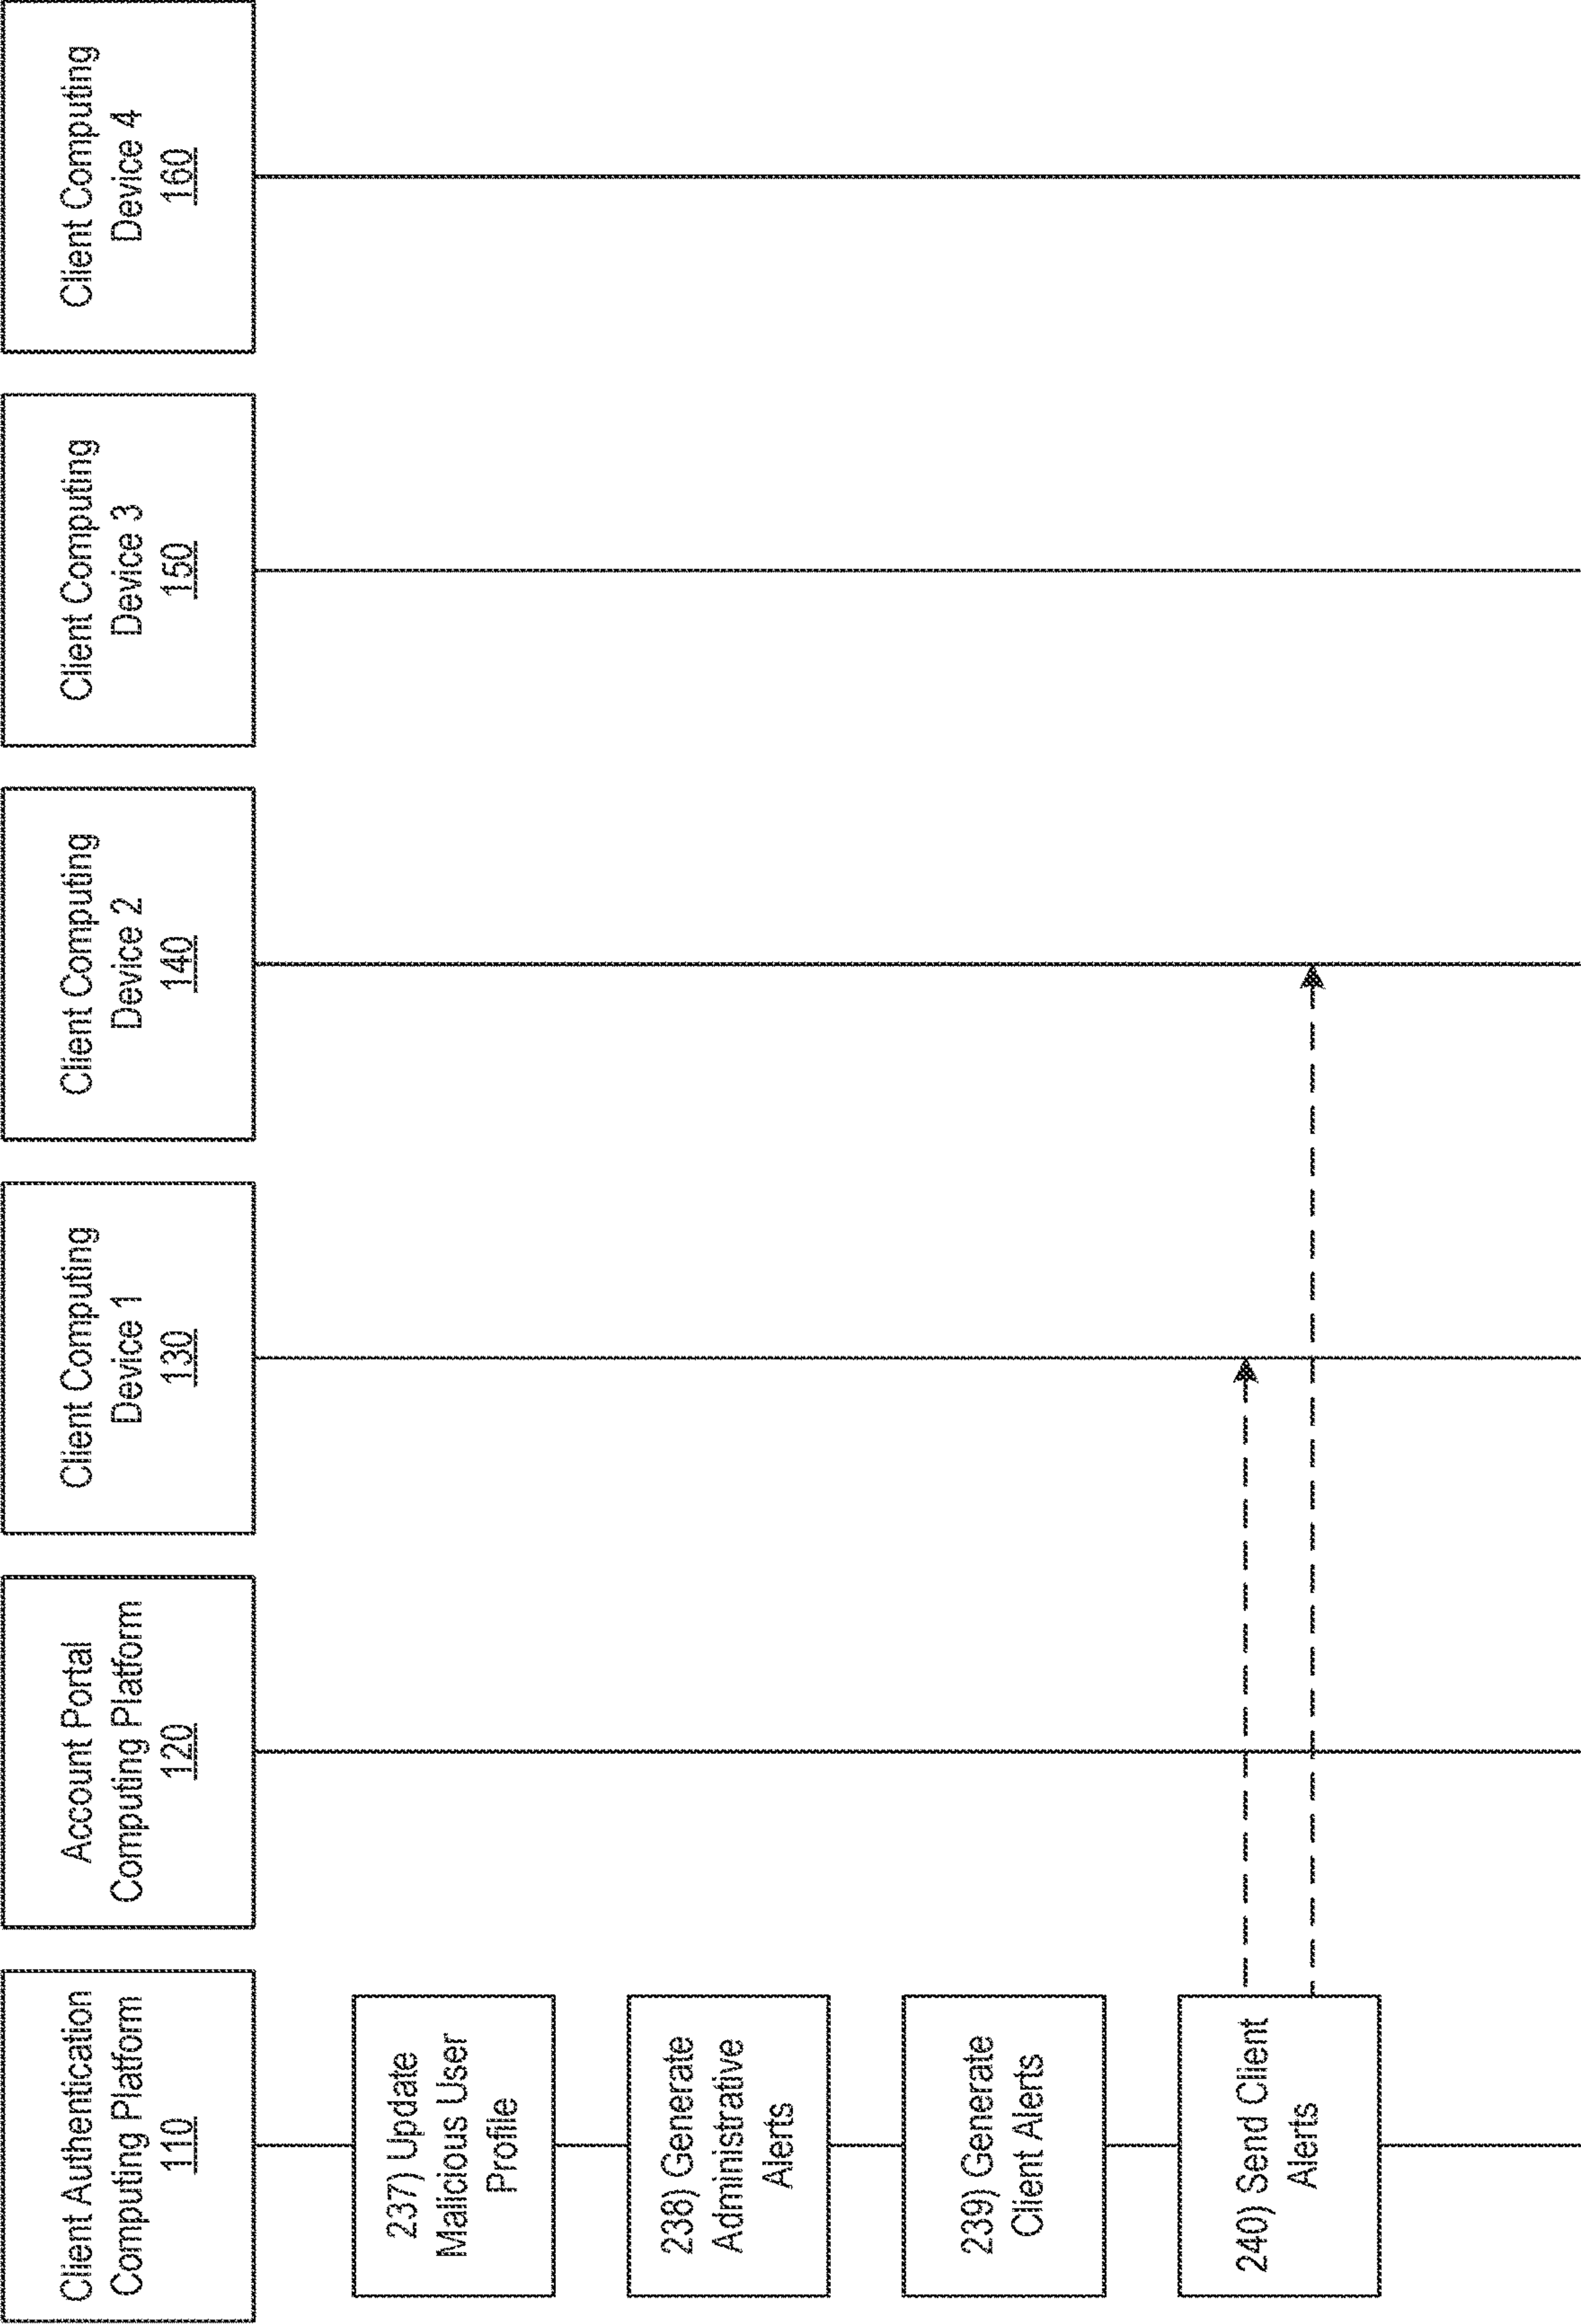 Client Authentication
Computing Platform
110
Account Portal
Computing Platform
120
Client Computing
Device 1
130
Client Computing
Device 2
140
Client Computing
Device 3
150
Client Computing
Device 4
160
237) Update
Malicious User
Profile
238) Generate
Administrative
Alerts
239) Generate
Client Alerts
240) Send Client
Alerts